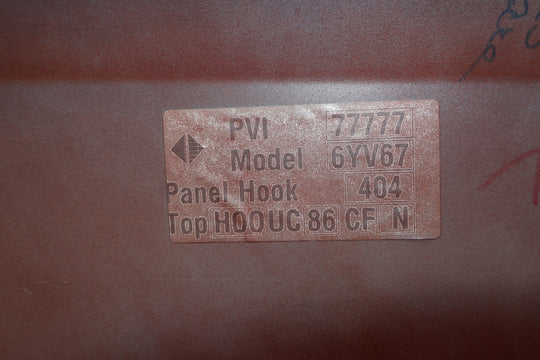 PVI 77777
Model 6YV67
Panel Hook 404
Top HOOUC 86 CF N